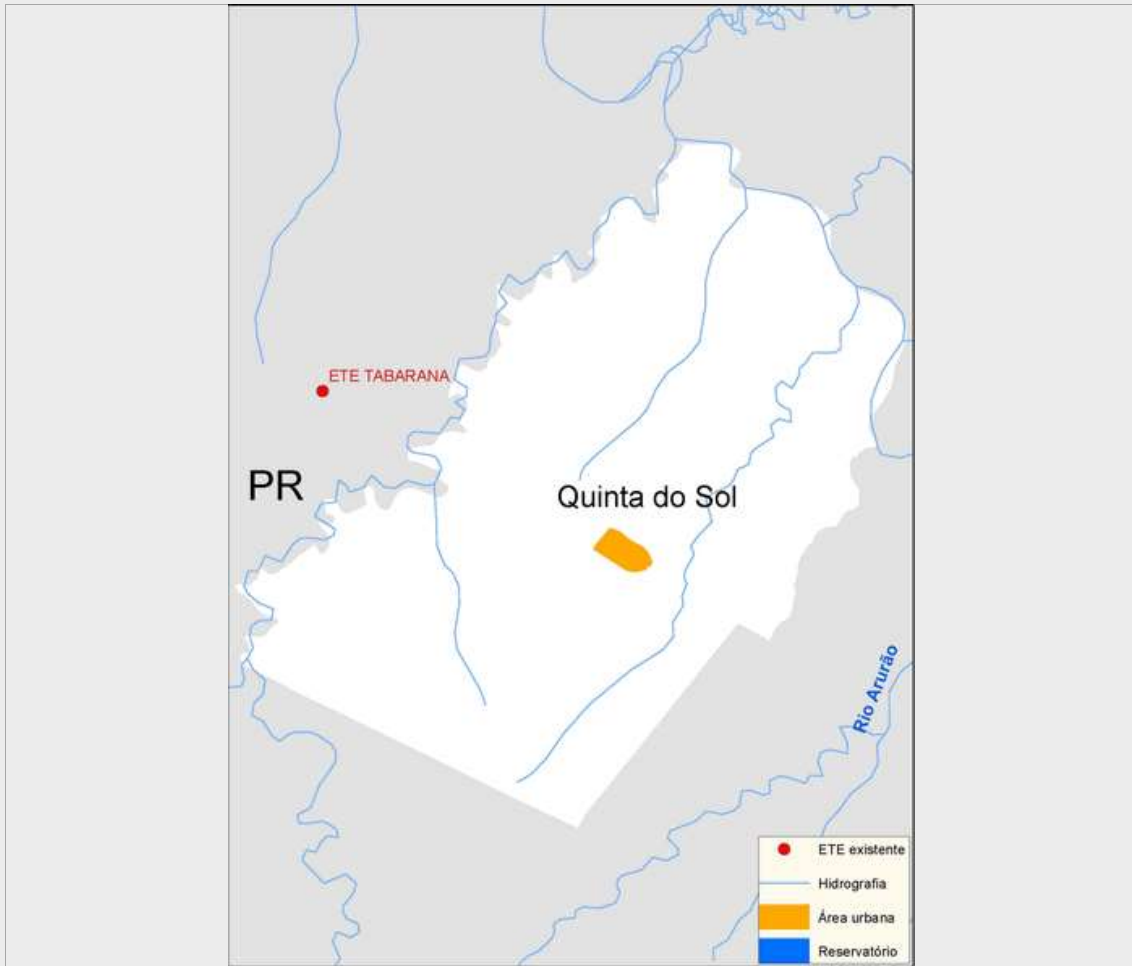 ETE TABARANA
PR
Quinta do Sol
Rio Arurão
ETE existente
Hidrografia
Área urbana
Reservatório